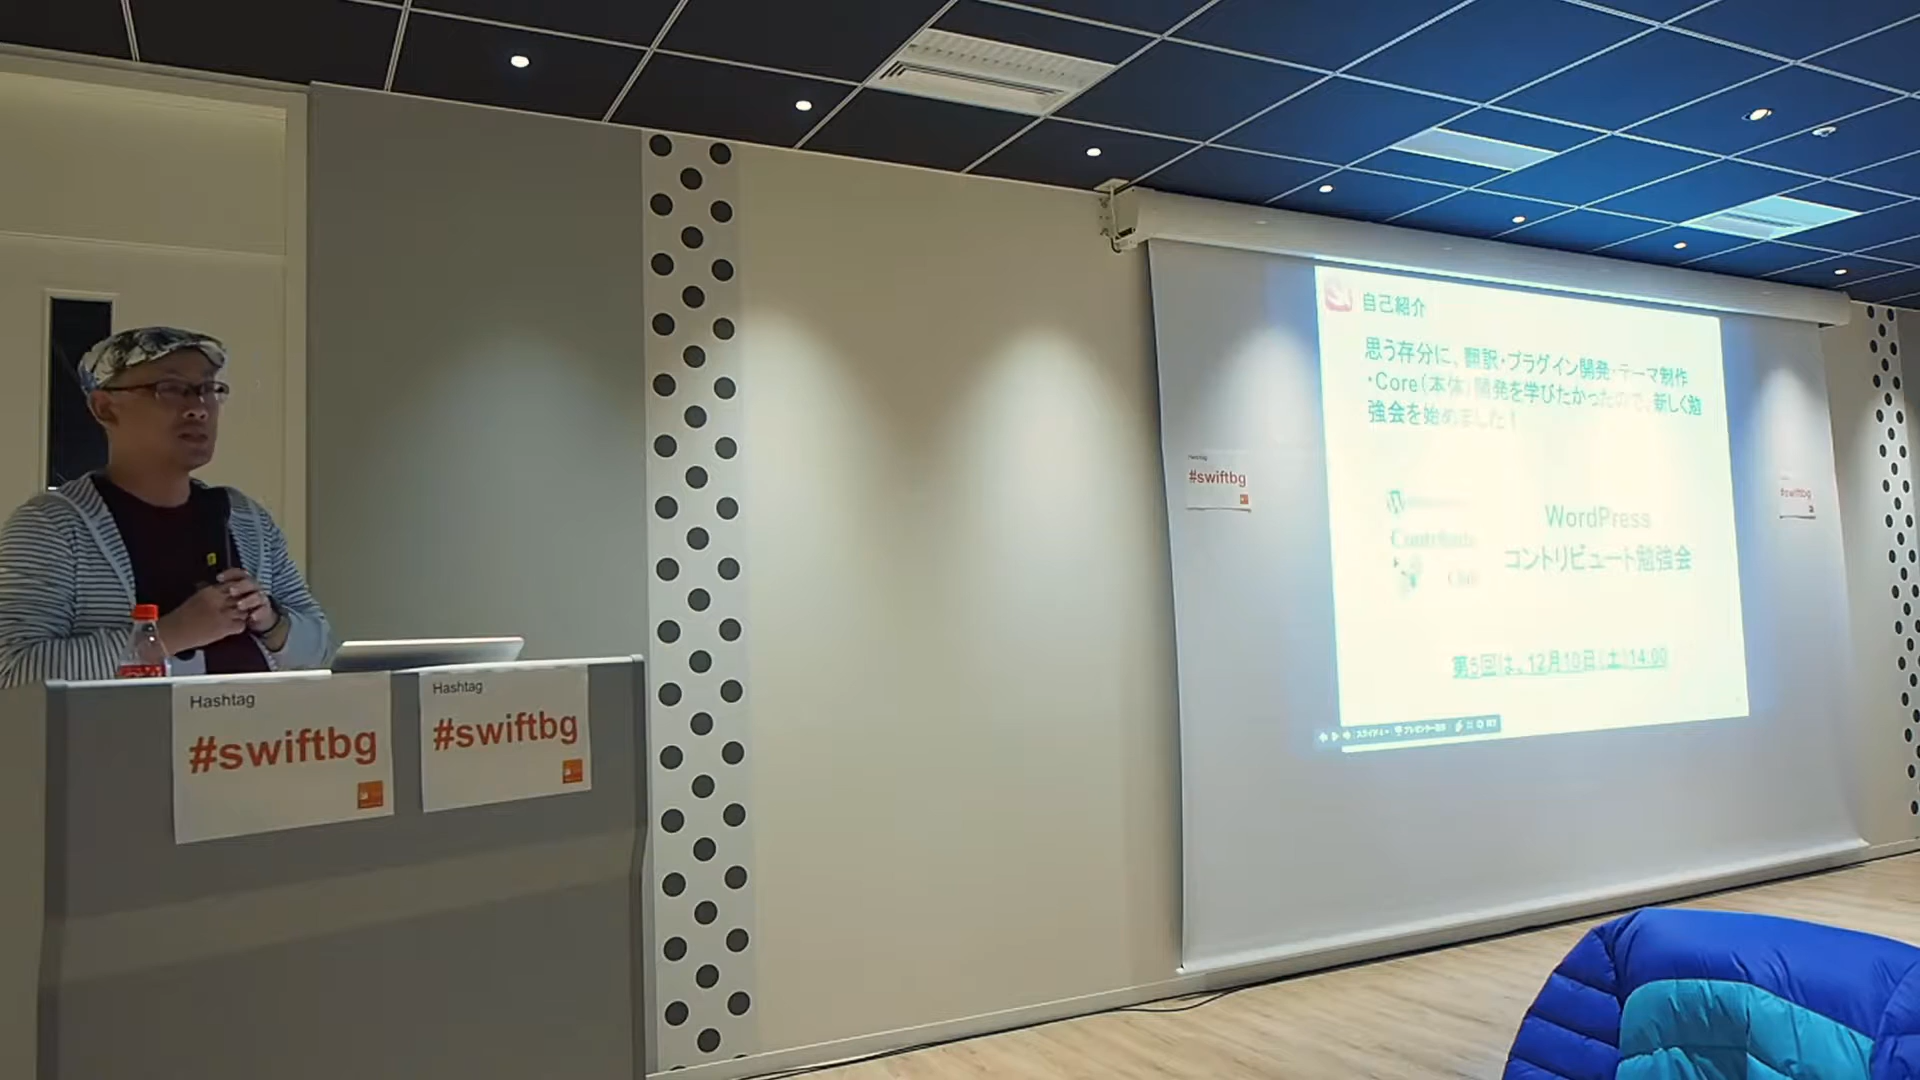 自己紹介
思う存分に、翻訳・プラグイン開発・テーマ制作
・Core(本体)開発を学びたかったので、新しく勉
強会を始めました!
Contribute
WordPress
コントリビュート勉強会
第5回は、12月10日(土)14:00
Hashtag
#swiftbg
#swiftbg
Hashtag
#swiftbg
Hashtag
#swiftbg